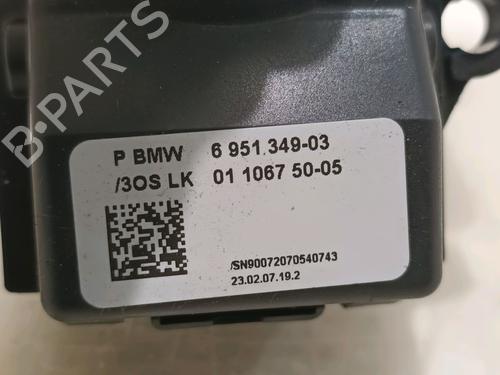 B-PARTS
P BMW 6 951 349-03
/3OS LK 01 1067 50-05
/SN90072070540743
23.02.07.19.2